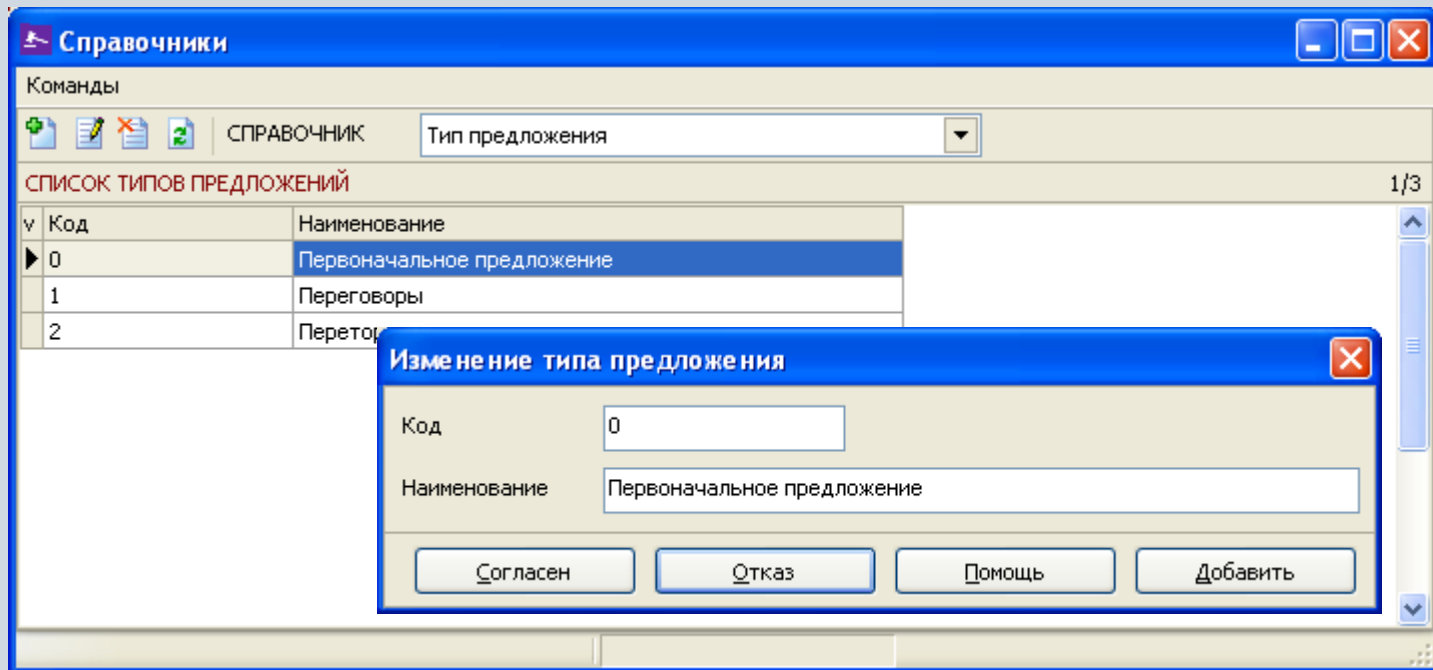 Справочники
Команды
СПРАВОЧНИК Тип предложения
СПИСОК ТИПОВ ПРЕДЛОЖЕНИЙ 1/3
v Код Наименование
0 Первоначальное предложение
1 Переговоры
2
Изменение типа предложения
Код 0
Наименование Первоначальное предложение
Согласен Отказ Помощь Добавить